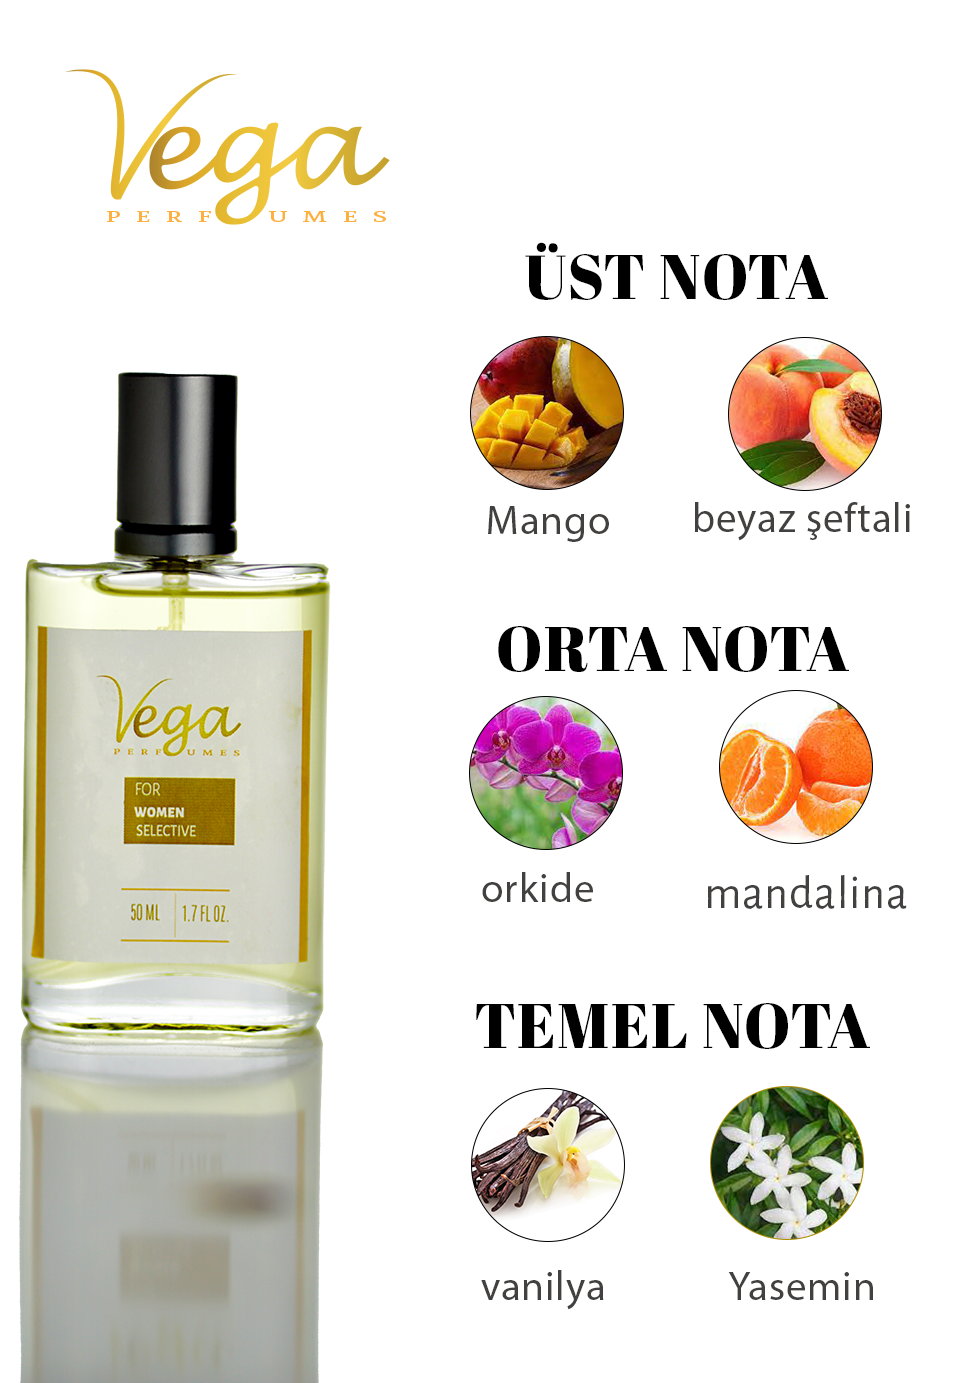 Vega
PERFUMES
ÜST NOTA
Mango
beyaz şeftali
ORTA NOTA
orkide
mandalina
TEMEL NOTA
vanilya
Yasemin
Vega
PERFUMES
FOR
WOMEN
SELECTIVE
50 ML
1.7 FL OZ.